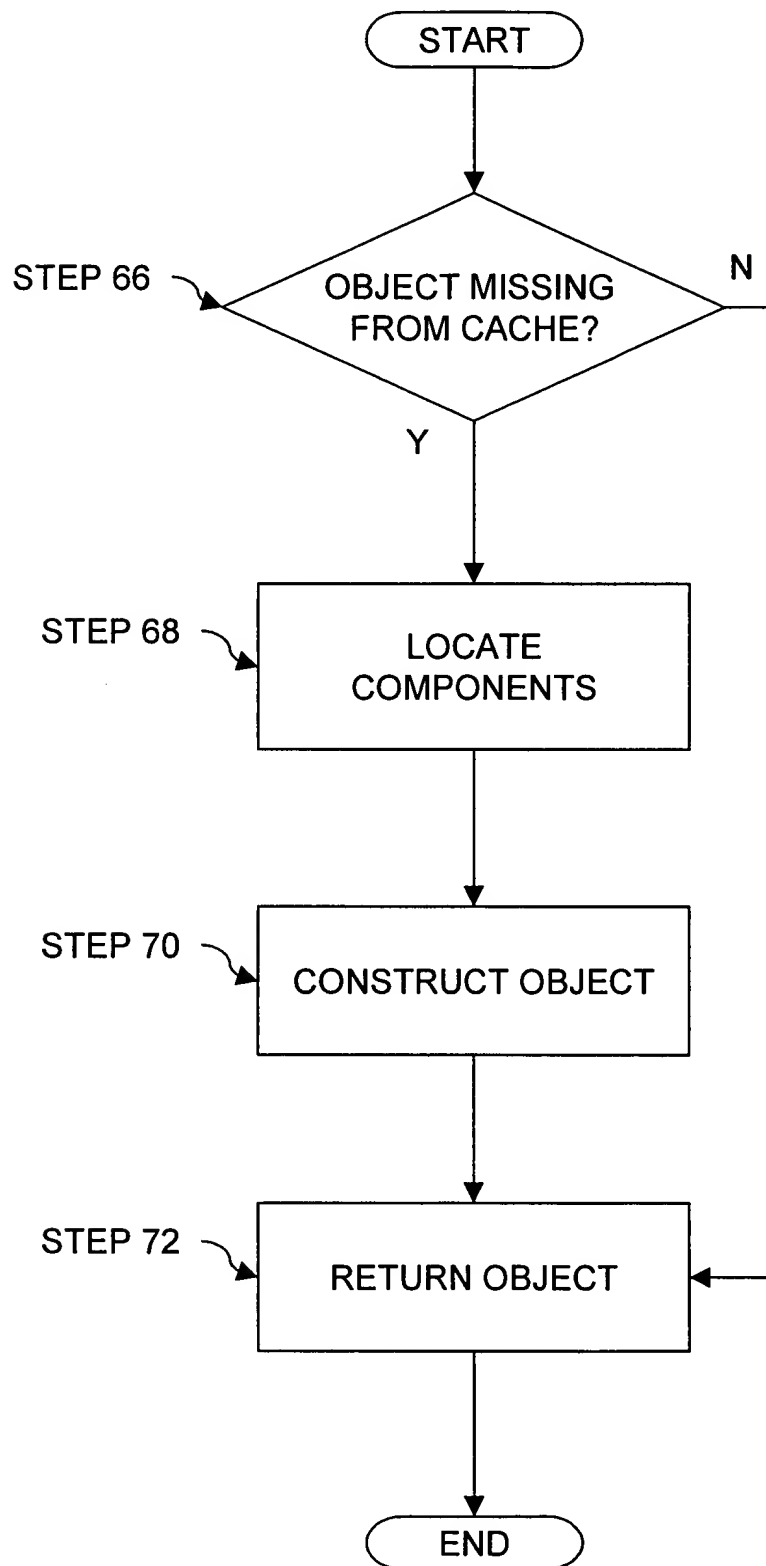 START
STEP 66
OBJECT MISSING
FROM CACHE?
N
Y
STEP 68
LOCATE
COMPONENTS
STEP 70
CONSTRUCT OBJECT
STEP 72
RETURN OBJECT
END